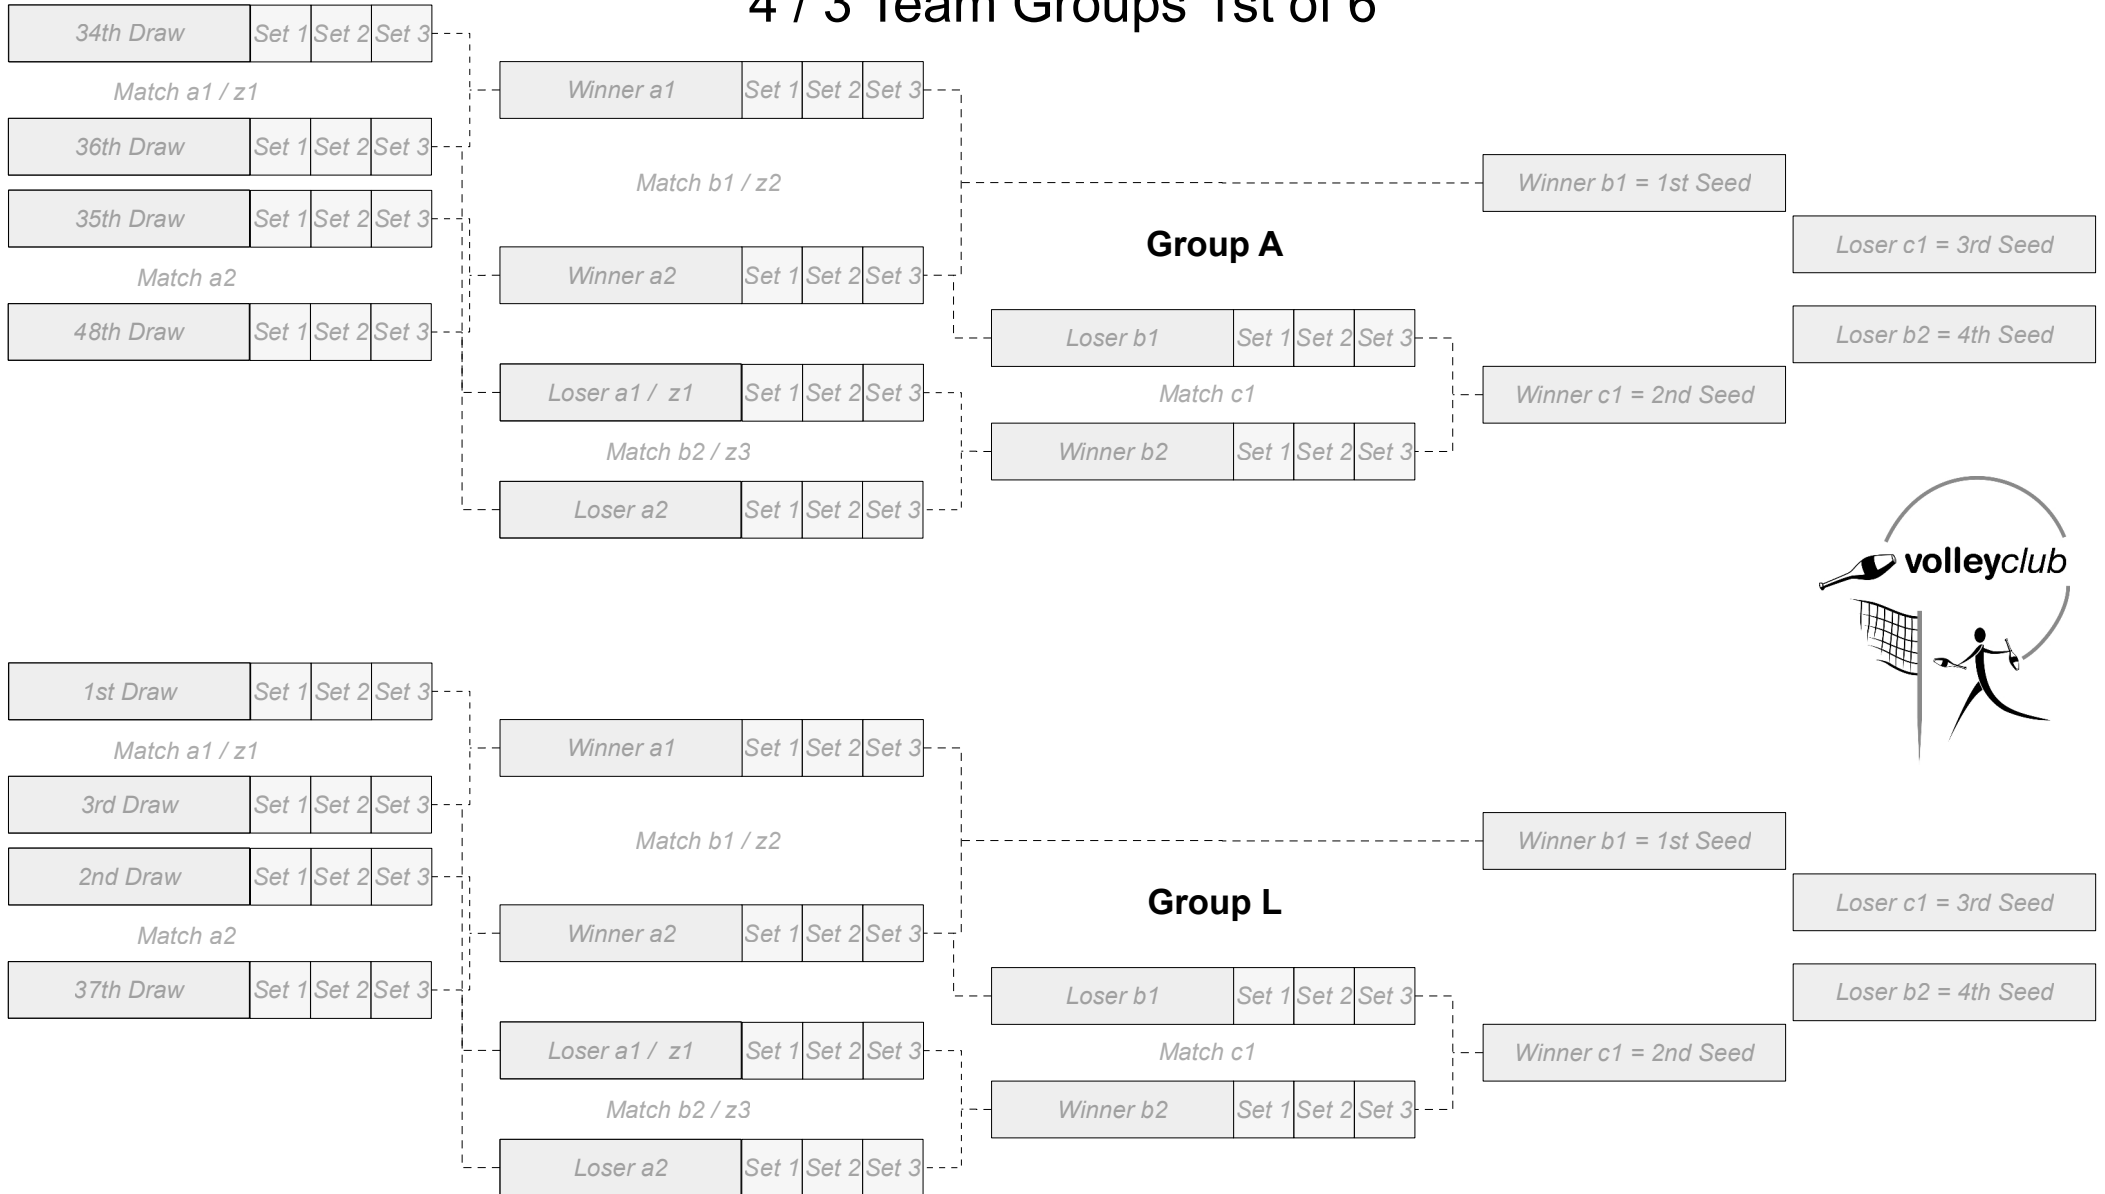 4 / 3 Team Groups 1st of 6
34th Draw Set 1 Set 2 Set 3
Match a1 / z1
36th Draw Set 1 Set 2 Set 3
35th Draw Set 1 Set 2 Set 3
Match a2
48th Draw Set 1 Set 2 Set 3
Winner a1 Set 1 Set 2 Set 3
Match b1 / z2
Winner a2 Set 1 Set 2 Set 3
Loser a1 / z1 Set 1 Set 2 Set 3
Match b2 / z3
Loser a2 Set 1 Set 2 Set 3
Group A
Loser b1 Set 1 Set 2 Set 3
Match c1
Winner b2 Set 1 Set 2 Set 3
Winner b1 = 1st Seed
Loser c1 = 3rd Seed
Loser b2 = 4th Seed
Winner c1 = 2nd Seed
volleyclub
1st Draw Set 1 Set 2 Set 3
Match a1 / z1
3rd Draw Set 1 Set 2 Set 3
2nd Draw Set 1 Set 2 Set 3
Match a2
37th Draw Set 1 Set 2 Set 3
Winner a1 Set 1 Set 2 Set 3
Match b1 / z2
Winner a2 Set 1 Set 2 Set 3
Loser a1 / z1 Set 1 Set 2 Set 3
Match b2 / z3
Loser a2 Set 1 Set 2 Set 3
Group L
Loser b1 Set 1 Set 2 Set 3
Match c1
Winner b2 Set 1 Set 2 Set 3
Winner b1 = 1st Seed
Loser c1 = 3rd Seed
Loser b2 = 4th Seed
Winner c1 = 2nd Seed